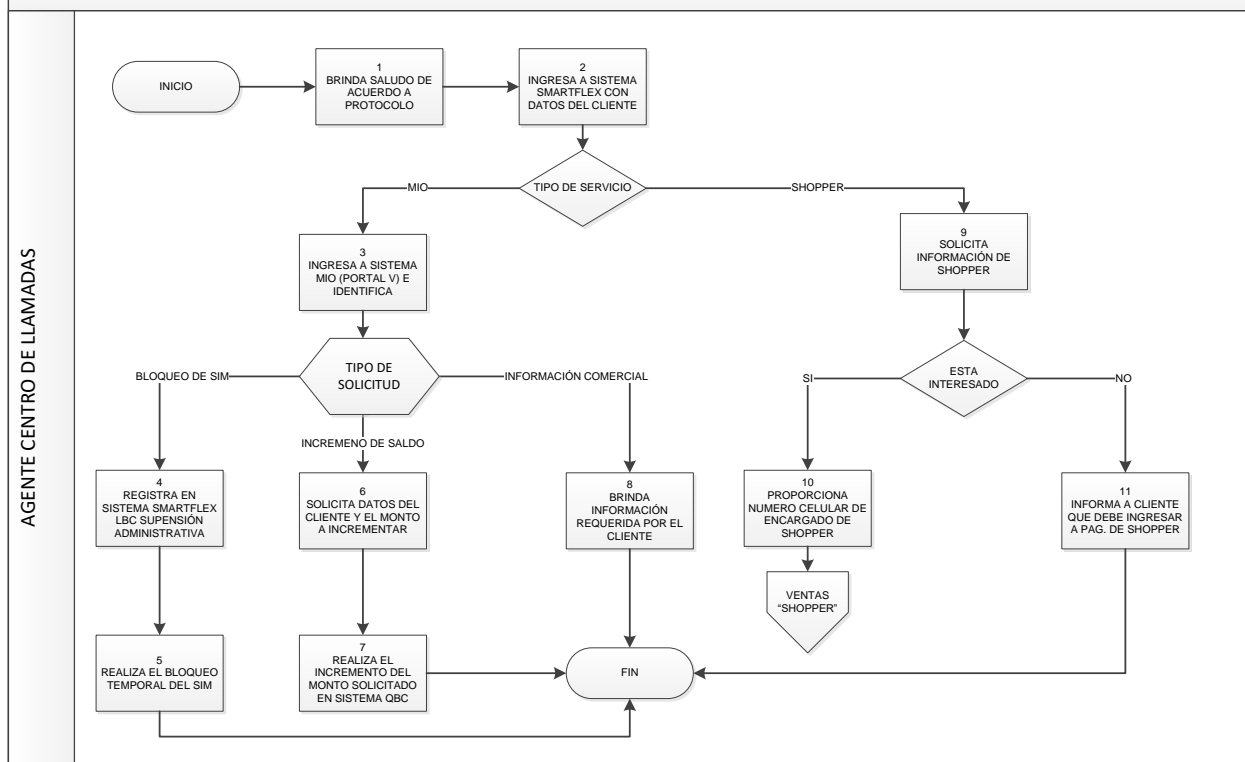 AGENTE CENTRO DE LLAMADAS
INICIO
1
BRINDA SALUDO DE
ACUERDO A
PROTOCOLO
2
INGRESA A SISTEMA
SMARTFLEX CON
DATOS DEL CLIENTE
TIPO DE SERVICIO
MIO
SHOPPER
3
INGRESA A SISTEMA
MIO (PORTAL V) E
IDENTIFICA
9
SOLICITA
INFORMACIÓN DE
SHOPPER
TIPO DE
SOLICITUD
BLOQUEO DE SIM
INFORMACIÓN COMERCIAL
INCREMENO DE SALDO
ESTA
INTERESADO
SI
NO
4
REGISTRA EN
SISTEMA SMARTFLEX
LBC SUPENSIÓN
ADMINISTRATIVA
6
SOLICITA DATOS DEL
CLIENTE Y EL MONTO
A INCREMENTAR
8
BRINDA
INFORMACIÓN
REQUERIDA POR EL
CLIENTE
10
PROPORCIONA
NUMERO CELULAR DE
ENCARGADO DE
SHOPPER
11
INFORMA A CLIENTE
QUE DEBE INGRESAR
A PAG. DE SHOPPER
VENTAS
“SHOPPER”
5
REALIZA EL BLOQUEO
TEMPORAL DEL SIM
7
REALIZA EL
INCREMENTO DEL
MONTO SOLICITADO
EN SISTEMA QBC
FIN